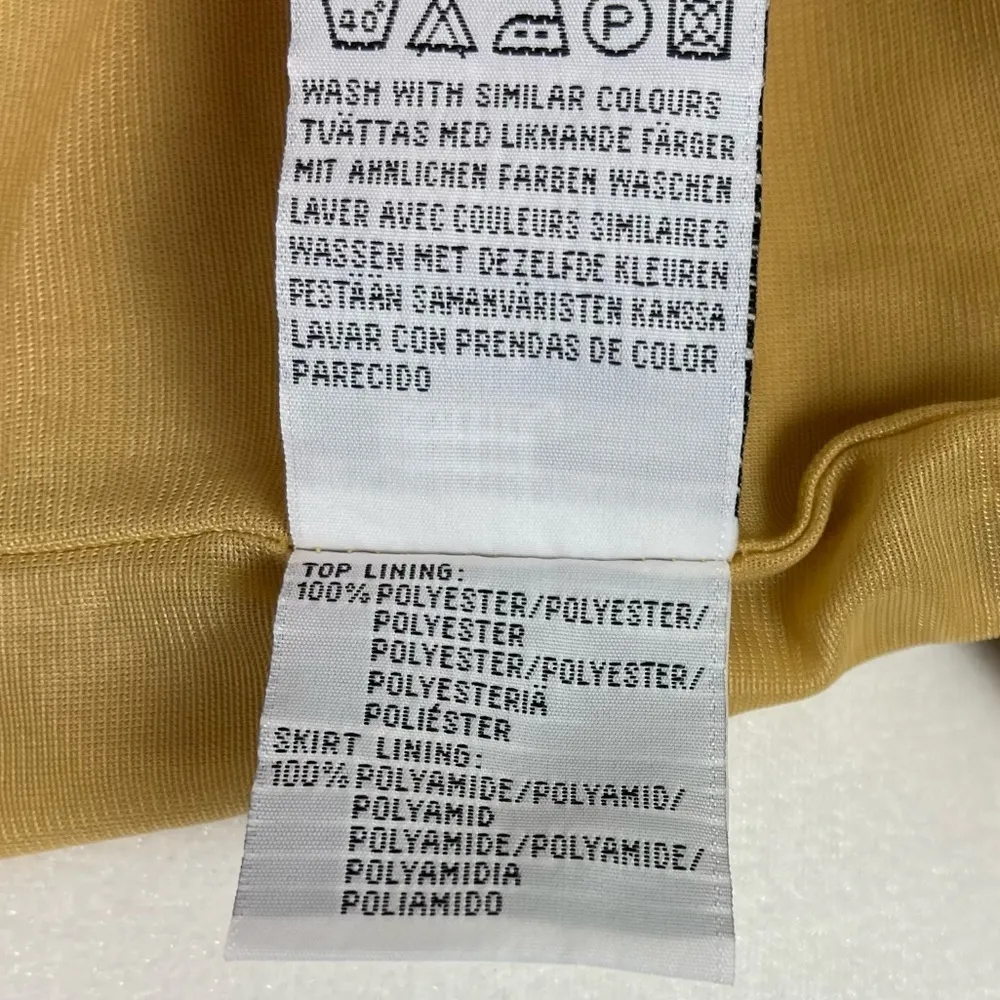 40° P
WASH WITH SIMILAR COLOURS
TVÄTTAS MED LIKNANDE FÄRGER
MIT AHNLICHEN FARBEN WASCHEN
LAVER AVEC COULEURS SIMILAIRES
WASSEN MET DEZELFDE KLEUREN
PESTÄÄN SAMANVÄRISTEN KANSSA
LAVAR CON PRENDAS DE COLOR
PARECIDO
TOP LINING:
100% POLYESTER/POLYESTER/
POLYESTER
POLYESTER/POLYESTER/
POLYESTERIÄ
POLIÉSTER
SKIRT LINING:
100% POLYAMIDE/POLYAMID/
POLYAMID
POLYAMIDE/POLYAMIDE/
POLYAMIDIA
POLIAMIDO